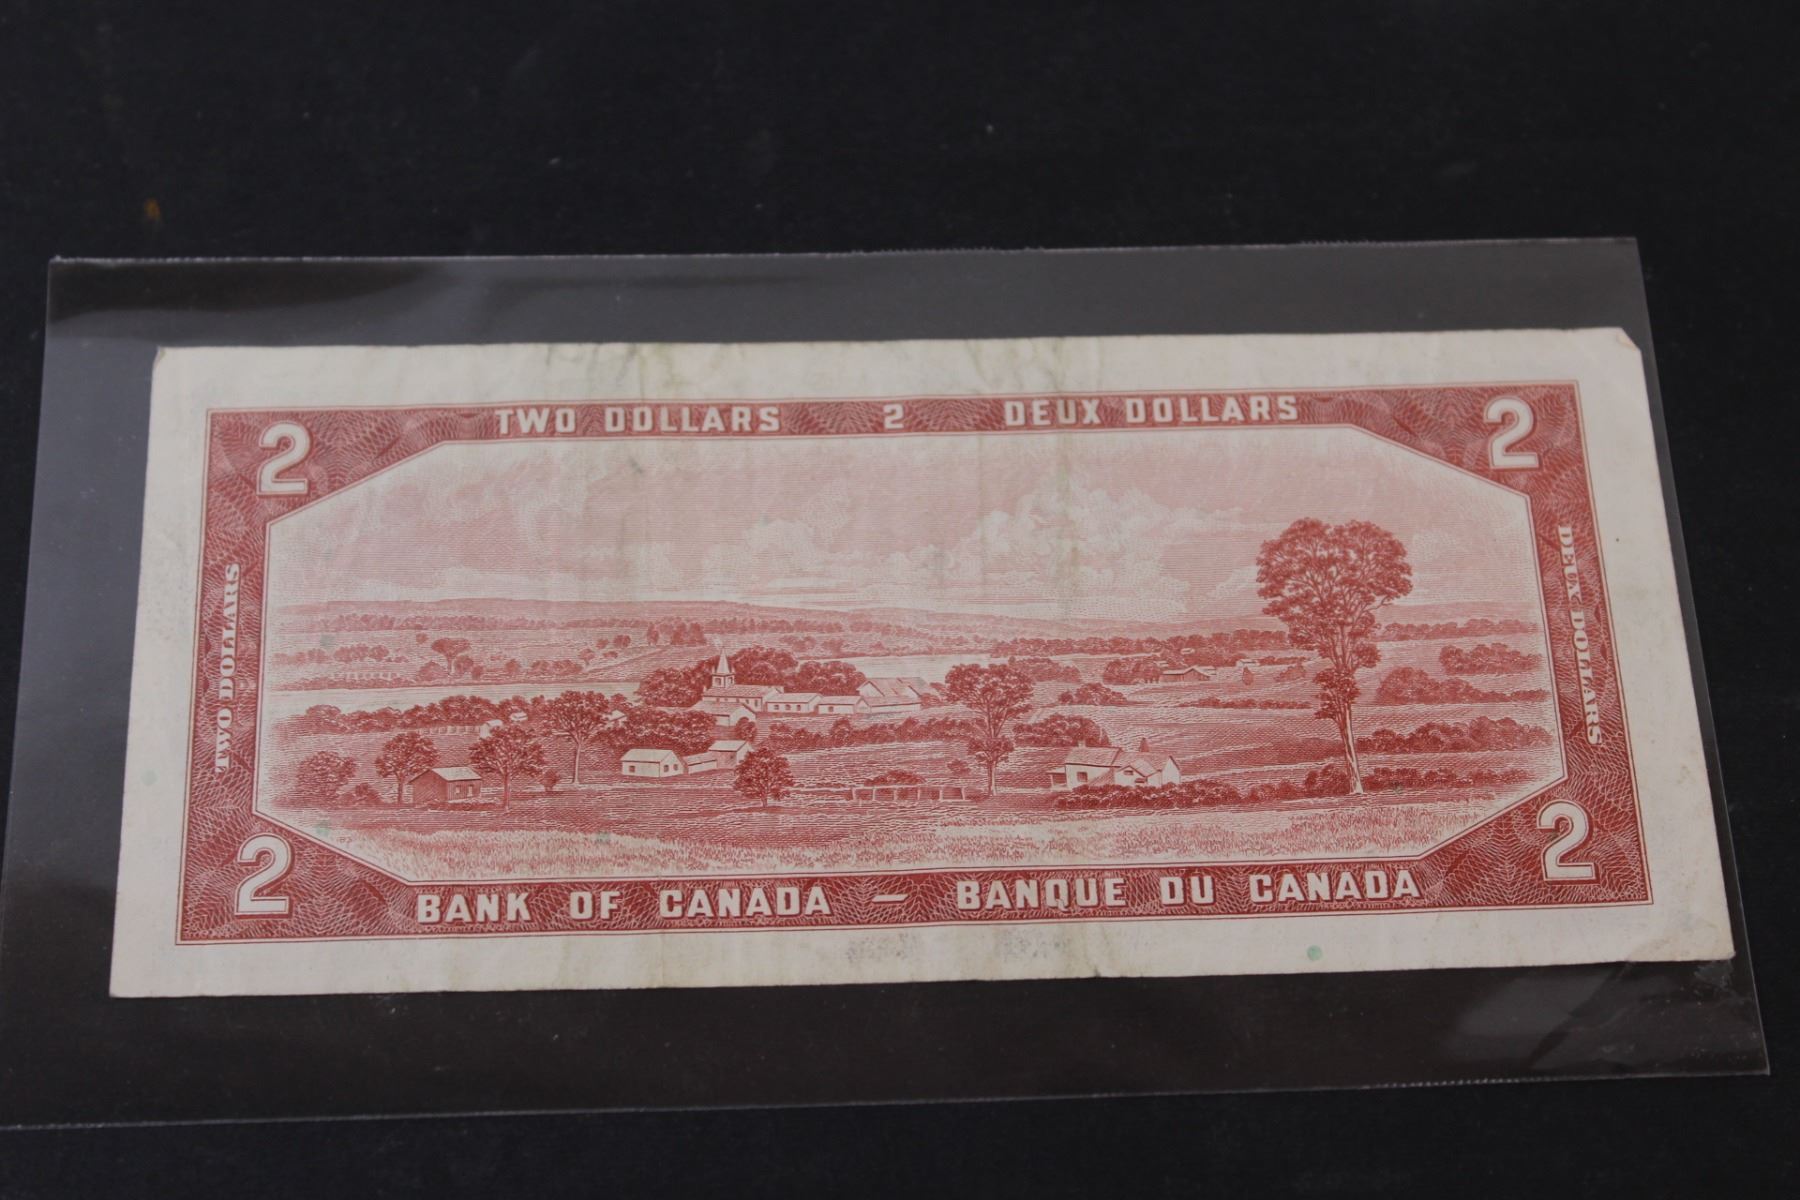 TWO DOLLARS 2 DEUX DOLLARS
2 2
TWO DOLLARS
DEUX DOLLARS
2 2
BANK OF CANADA – BANQUE DU CANADA